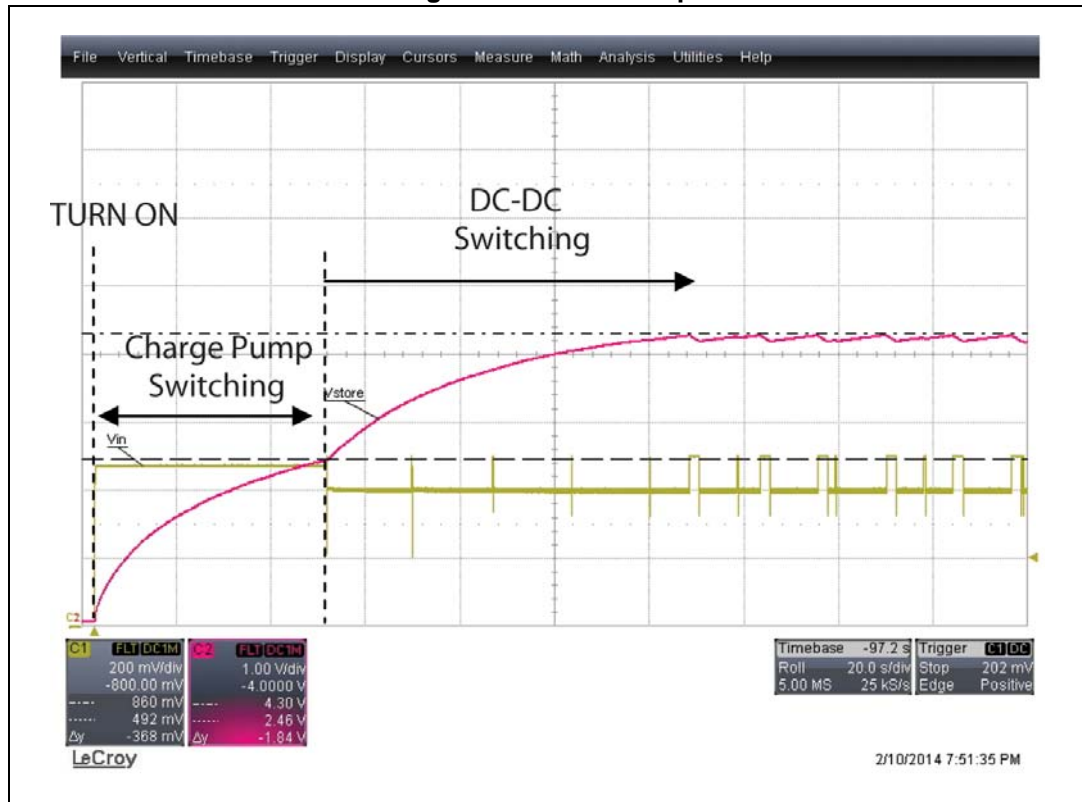 File Vertical Timebase Trigger Display Cursors Measure Math Analysis Utilities Help
TURN ON
DC-DC
Switching
Charge Pump
Switching
Vstore
Vin
C2
C1 FLT DC1M
200 mV/div
-800.00 mV
860 mV
492 mV
Δy -368 mV
C2 FLT DC1M
1.00 V/div
-4.0000 V
4.30 V
2.46 V
Δy -1.84 V
Timebase -97.2 s
Roll 20.0 s/div
5.00 MS 25 kS/s
Trigger C1 DC
Stop 202 mV
Edge Positive
LeCroy
2/10/2014 7:51:35 PM